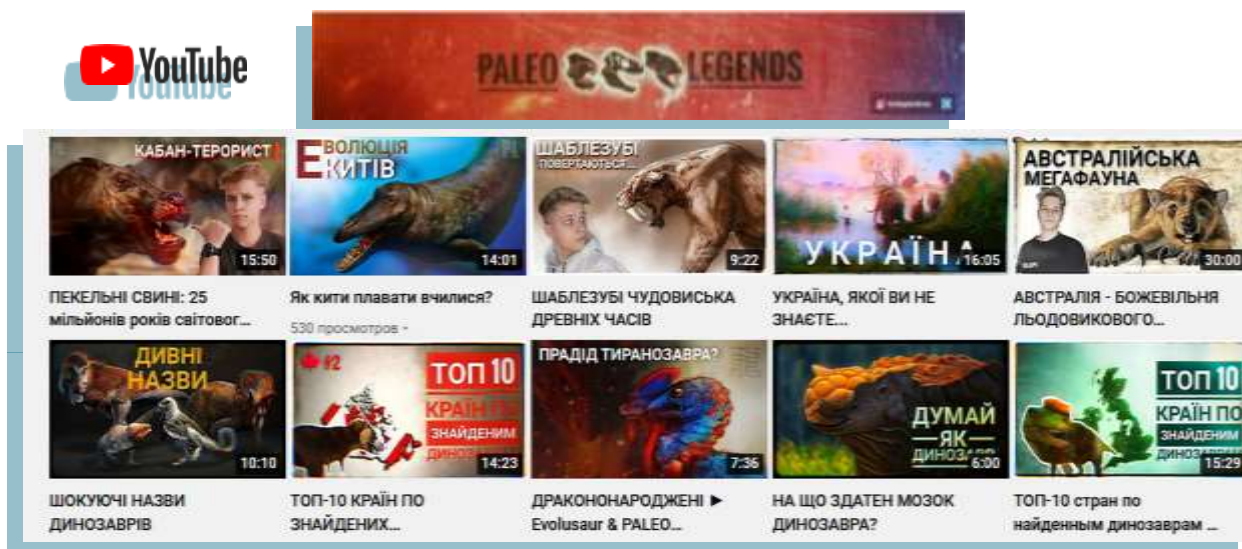 YouTube
YouTube
PALEO LEGENDS
КАБАН-ТЕРОРИСТ
15:50
ЕВОЛЮЦІЯ
КИТІВ
14:01
ШАБЛЕЗУБІ
ПОВЕРТАЮТЬСЯ...
9:22
УКРАЇНА
16:05
АВСТРАЛІЙСЬКА
МЕГАФАУНА
30:00
ПЕКЕЛЬНІ СВИНІ: 25
мільйонів років світовог...
Як кити плавати вчилися?
530 просмотров •
ШАБЛЕЗУБІ ЧУДОВИСЬКА
ДРЕВНІХ ЧАСІВ
УКРАЇНА, ЯКОЇ ВИ НЕ
ЗНАЄТЕ...
АВСТРАЛІЯ - БОЖЕВІЛЬНЯ
ЛЬОДОВИКОВОГО...
ДИВНІ
НАЗВИ
10:10
#2
ТОП 10
КРАЇН ПО
ЗНАЙДЕНИМ
14:23
ПРАДІД ТИРАНОЗАВРА?
7:36
ДУМАЙ
ЯК
6:00
ТОП 10
КРАЇН ПО
ЗНАЙДЕНИМ
15:29
ШОКУЮЧІ НАЗВИ
ДИНОЗАВРІВ
ТОП-10 КРАЇН ПО
ЗНАЙДЕНИХ...
ДРАКОНОНАРОДЖЕНІ ►
Evolusaur & PALEO...
НА ЩО ЗДАТЕН МОЗОК
ДИНОЗАВРА?
ТОП-10 стран по
найденным динозаврам ...